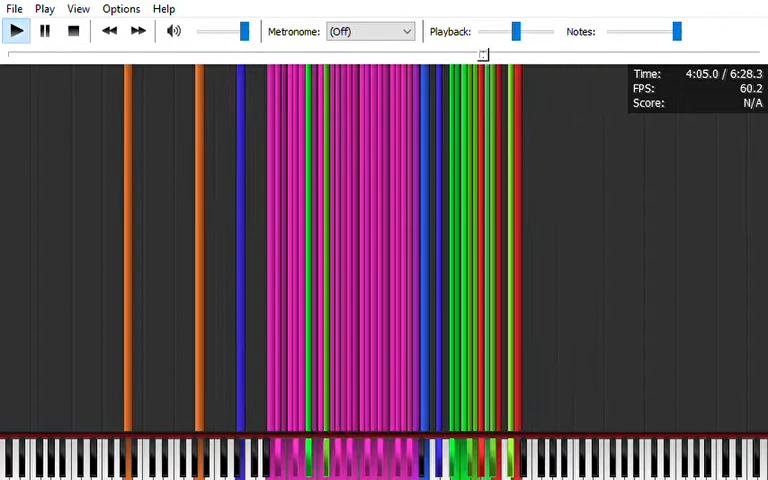 File Play View Options Help
Metronome: (Off) Playback: Notes:
Time: 4:05.0 / 6:28.3
FPS: 60.2
Score: N/A